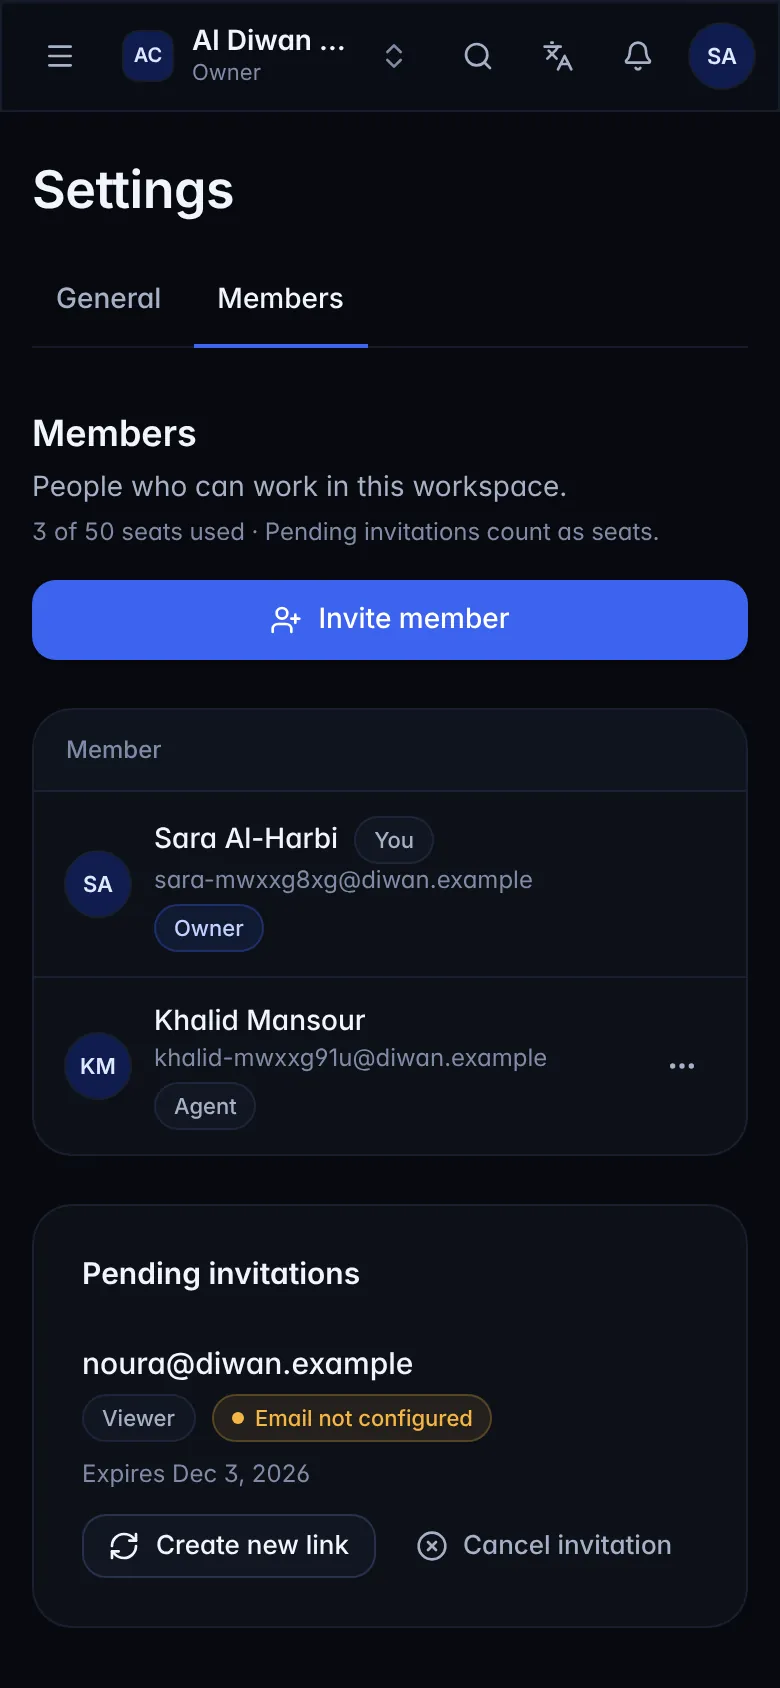 AC
Al Diwan ...
Owner
SA
Settings
General
Members
Members
People who can work in this workspace.
3 of 50 seats used · Pending invitations count as seats.
Invite member
Member
SA
Sara Al-Harbi
You
sara-mwxxg8xg@diwan.example
Owner
KM
Khalid Mansour
khalid-mwxxg91u@diwan.example
Agent
Pending invitations
noura@diwan.example
Viewer
Email not configured
Expires Dec 3, 2026
Create new link
Cancel invitation